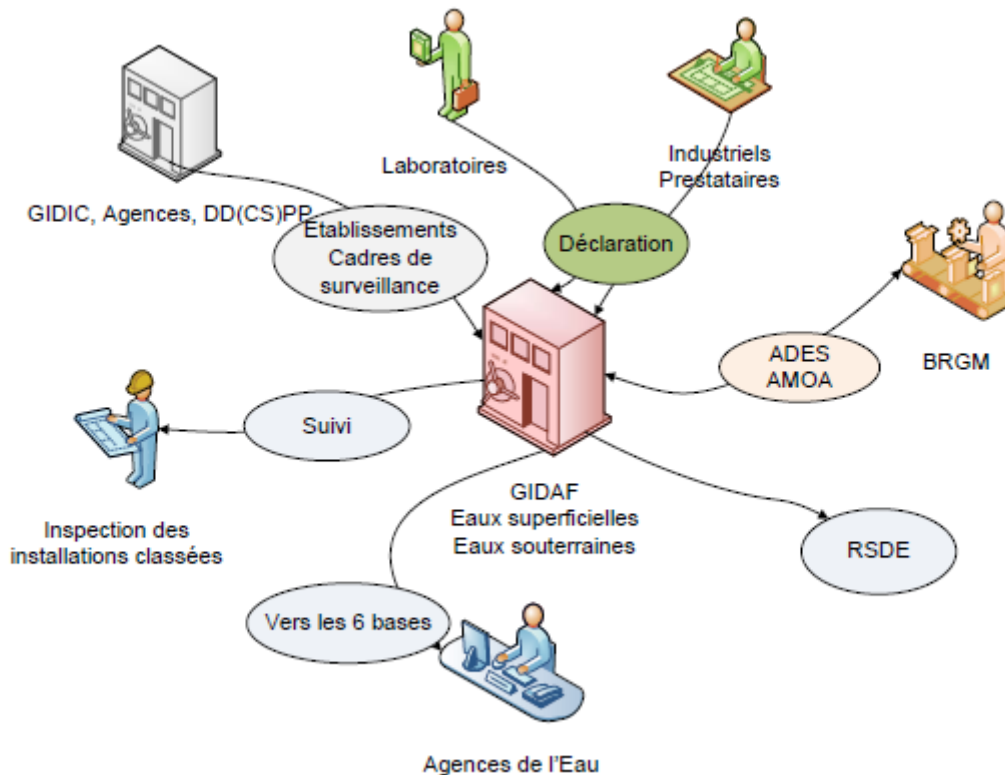 Laboratoires
Industriels
Prestataires
GIDIC, Agences, DD(CS)PP
Etablissements
Cadres de
surveillance
Déclaration
ADES
AMOA
BRGM
Suivi
Inspection des
installations classées
GIDAF
Eaux superficielles
Eaux souterraines
RSDE
Vers les 6 bases
Agences de l'Eau